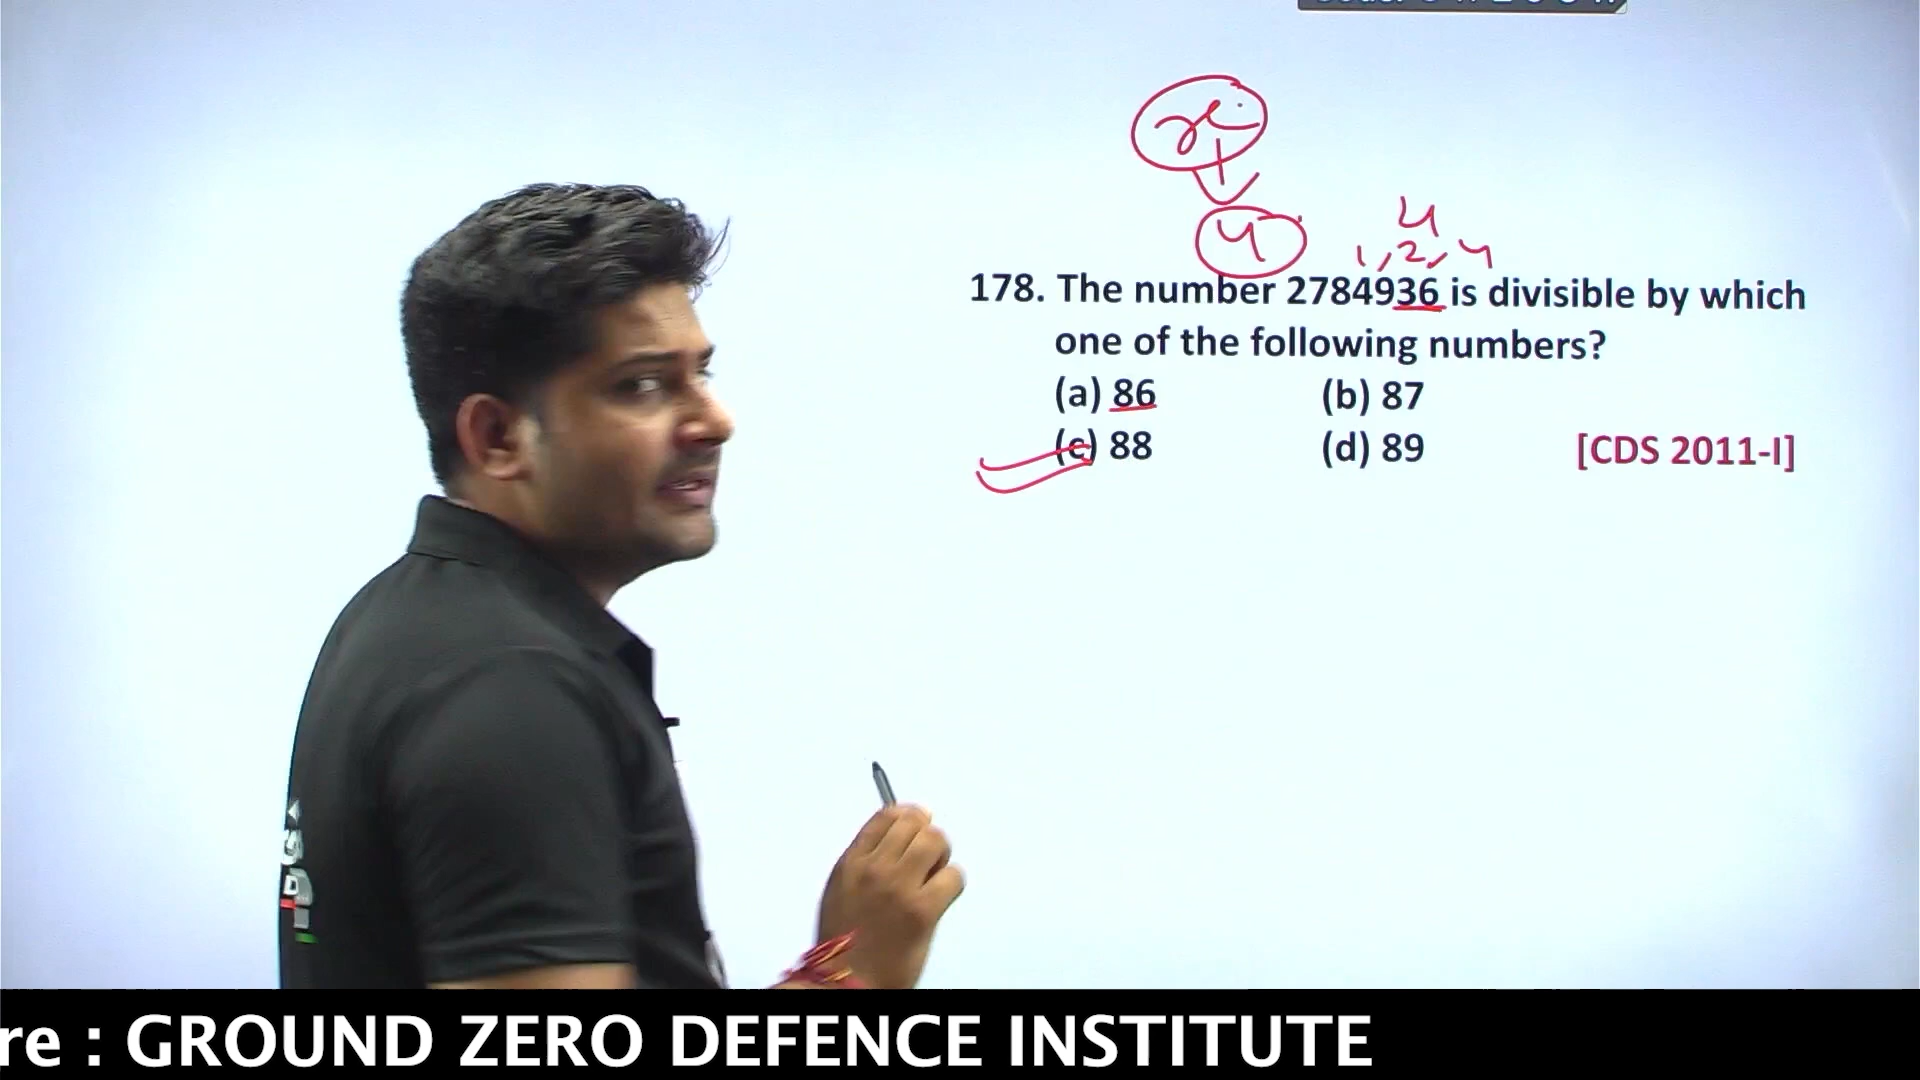 x
4
4
1, 2, 4
178. The number 2784936 is divisible by which
one of the following numbers?
(a) 86 (b) 87
(c) 88 (d) 89 [CDS 2011-I]
re : GROUND ZERO DEFENCE INSTITUTE